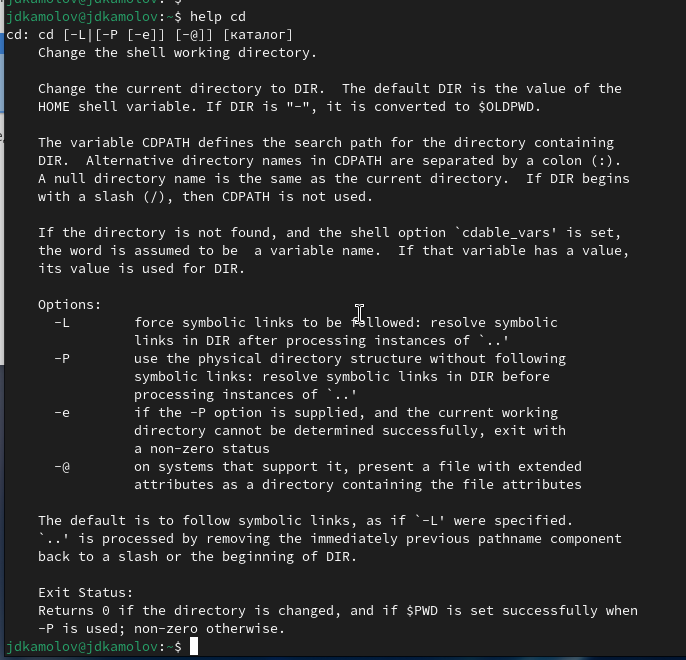 jdkamolov@jdkamolov:~$
jdkamolov@jdkamolov:~$ help cd
cd: cd [-L|[-P [-e]] [-@]] [каталог]
    Change the shell working directory.

    Change the current directory to DIR.  The default DIR is the value of the
    HOME shell variable. If DIR is "-", it is converted to $OLDPWD.

    The variable CDPATH defines the search path for the directory containing
    DIR.  Alternative directory names in CDPATH are separated by a colon (:).
    A null directory name is the same as the current directory.  If DIR begins
    with a slash (/), then CDPATH is not used.

    If the directory is not found, and the shell option `cdable_vars' is set,
    the word is assumed to be  a variable name.  If that variable has a value,
    its value is used for DIR.

    Options:
      -L        force symbolic links to be followed: resolve symbolic
                links in DIR after processing instances of `..'
      -P        use the physical directory structure without following
                symbolic links: resolve symbolic links in DIR before
                processing instances of `..'
      -e        if the -P option is supplied, and the current working
                directory cannot be determined successfully, exit with
                a non-zero status
      -@        on systems that support it, present a file with extended
                attributes as a directory containing the file attributes

    The default is to follow symbolic links, as if `-L' were specified.
    `..' is processed by removing the immediately previous pathname component
    back to a slash or the beginning of DIR.

    Exit Status:
    Returns 0 if the directory is changed, and if $PWD is set successfully when
    -P is used; non-zero otherwise.
jdkamolov@jdkamolov:~$